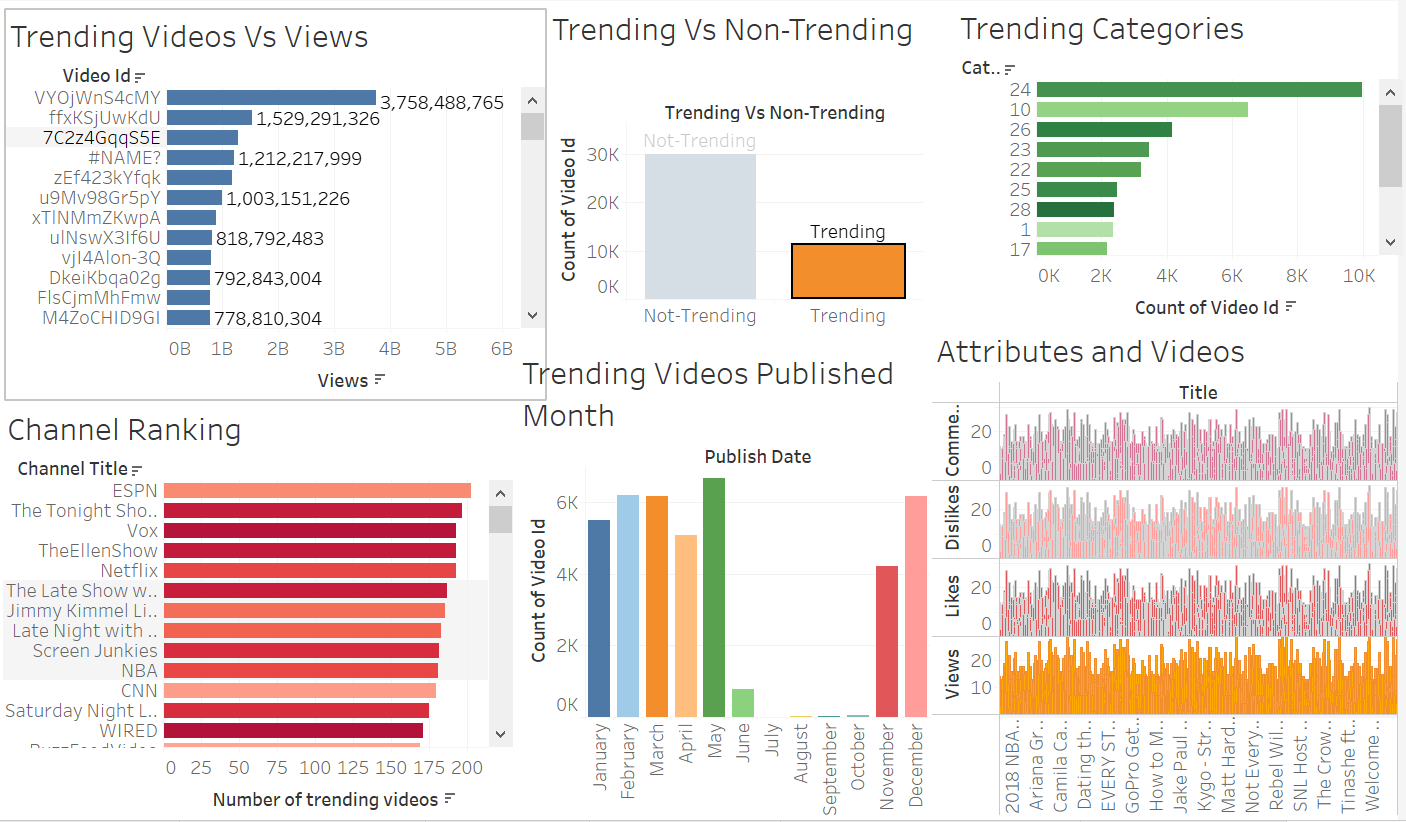 Trending Videos Vs Views
Video Id
VYOjWnS4cMY
3,758,488,765
ffxKSjUwKdU
1,529,291,326
7C2z4GqqS5E
#NAME?
1,212,217,999
zEf423kYfqk
u9Mv98Gr5pY
1,003,151,226
xTlNMmZKwpA
ulNswX3If6U
818,792,483
vjI4Alon-3Q
DkeiKbqa02g
792,843,004
FlsCjmMhFmw
M4ZoCHID9GI
778,810,304
0B 1B 2B 3B 4B 5B 6B
Views
Trending Vs Non-Trending
Trending Vs Non-Trending
Count of Video Id
Not-Trending
30K
20K
Trending
10K
0K
Not-Trending Trending
Trending Categories
Cat..
24
10
26
23
22
25
28
1
17
0K 2K 4K 6K 8K 10K
Count of Video Id
Channel Ranking
Channel Title
ESPN
The Tonight Sho..
Vox
TheEllenShow
Netflix
The Late Show w..
Jimmy Kimmel Li..
Late Night with ..
Screen Junkies
NBA
CNN
Saturday Night L..
WIRED
BuzzFeedVideo
0 25 50 75 100 125 150 175 200
Number of trending videos
Trending Videos Published
Month
Publish Date
Count of Video Id
6K
4K
2K
0K
January
February
March
April
May
June
July
August
September
October
November
December
Attributes and Videos
Title
Comme..
20
0
Dislikes
20
0
Likes
20
0
Views
20
10
2018 NBA..
Ariana Gr..
Camila Ca..
Dating th..
EVERY ST..
GoPro Get..
How to M..
Jake Paul ..
Kygo - Str..
Matt Hard..
Not Every..
Rebel Wil..
SNL Host ..
The Crow..
Tinashe ft..
Welcome ..